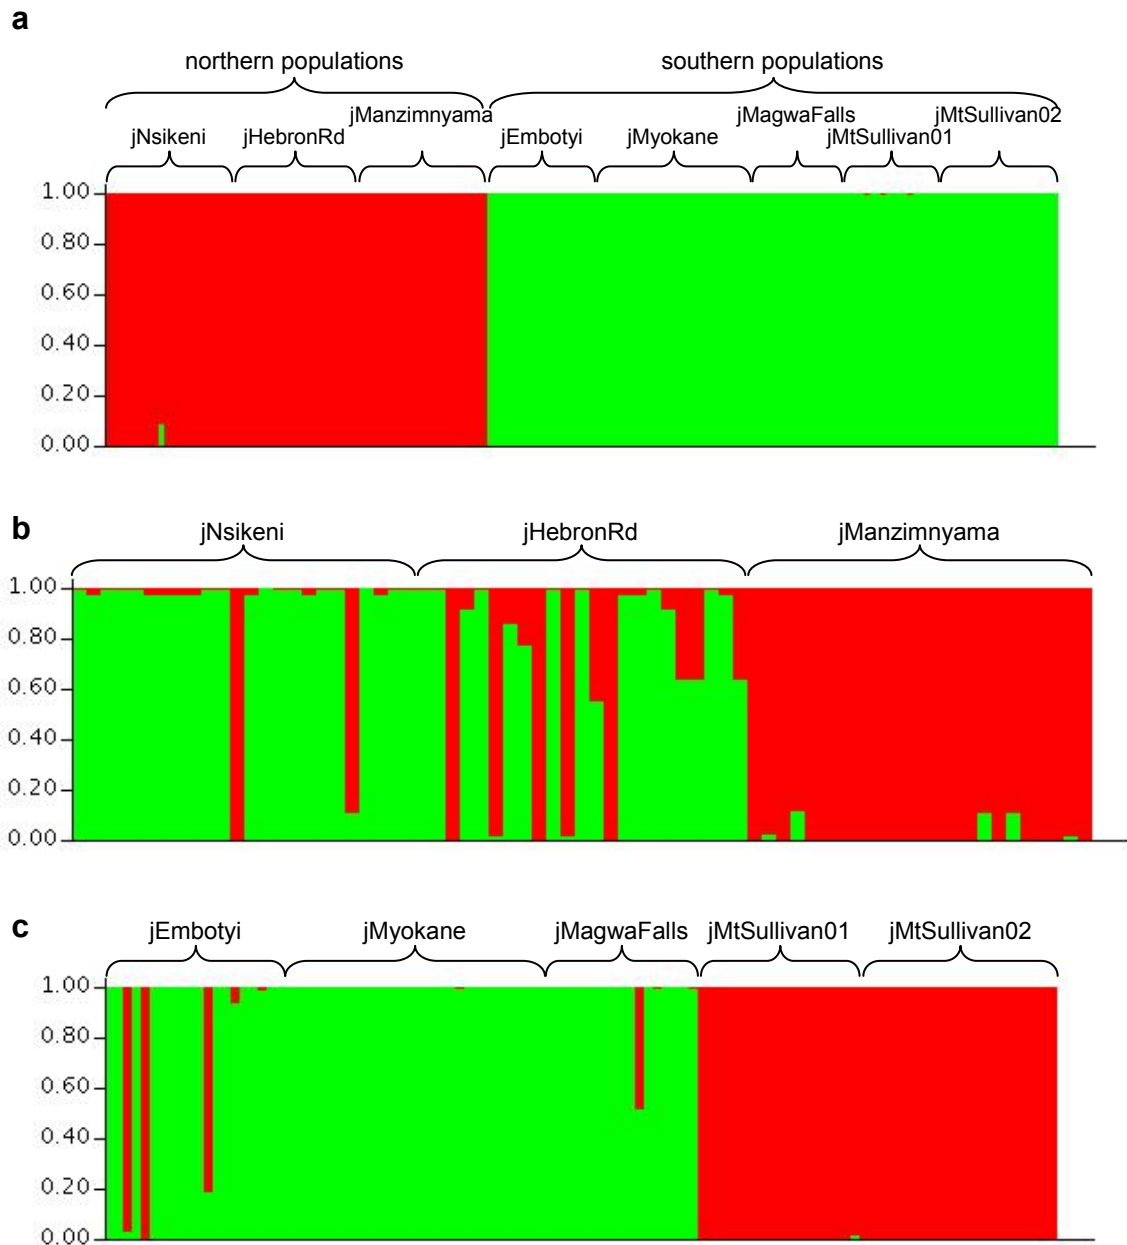 a
northern populations southern populations
jManzimnyama jMagwaFalls jMtSullivan02
jNsikeni jHebronRd jEmbotyi jMyokane jMtSullivan01
1.00
0.80
0.60
0.40
0.20
0.00
b
jNsikeni jHebronRd jManzimnyama
1.00
0.80
0.60
0.40
0.20
0.00
c
jEmbotyi jMyokane jMagwaFalls jMtSullivan01 jMtSullivan02
1.00
0.80
0.60
0.40
0.20
0.00